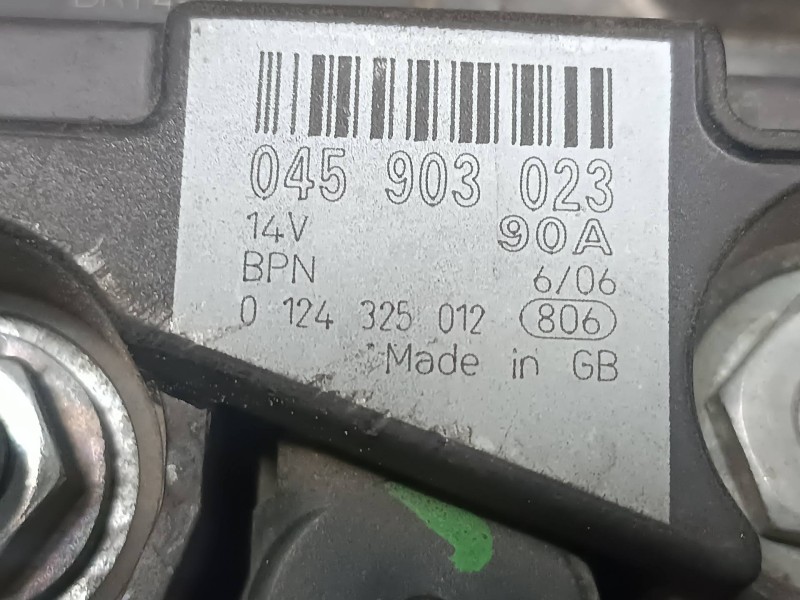 045 903 023
14V 90A
BPN 6/06
0 124 325 012 806
Made in GB